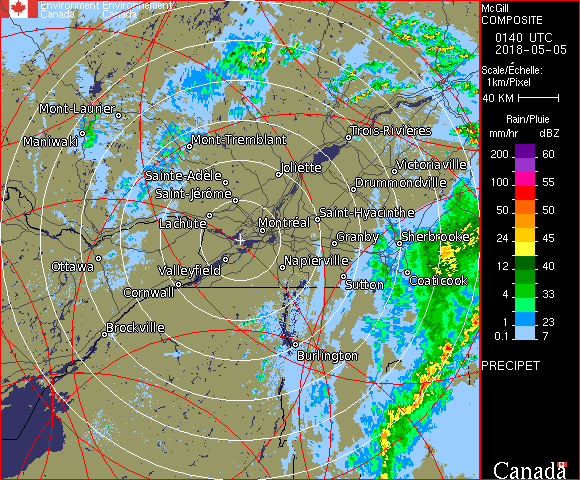 Environment Environnement
Canada Canada
McGill
COMPOSITE
0140 UTC
2018-05-05
Scale/Échelle:
1km/Pixel
40 KM
Rain/Pluie
mm/hr dBZ
200 60
100 55
50 50
24 45
12 40
4 33
1 23
0.1 7
PRECIPET
Canada
Mont-Laurier
Maniwaki
Mont-Tremblant
Trois-Rivières
Sainte-Adèle
Joliette
Victoriaville
Saint-Jérôme
Drummondville
Lachute
Montréal
Saint-Hyacinthe
Granby
Sherbrooke
Ottawa
Valleyfield
Napierville
Cornwall
Sutton
Coaticook
Brockville
Burlington